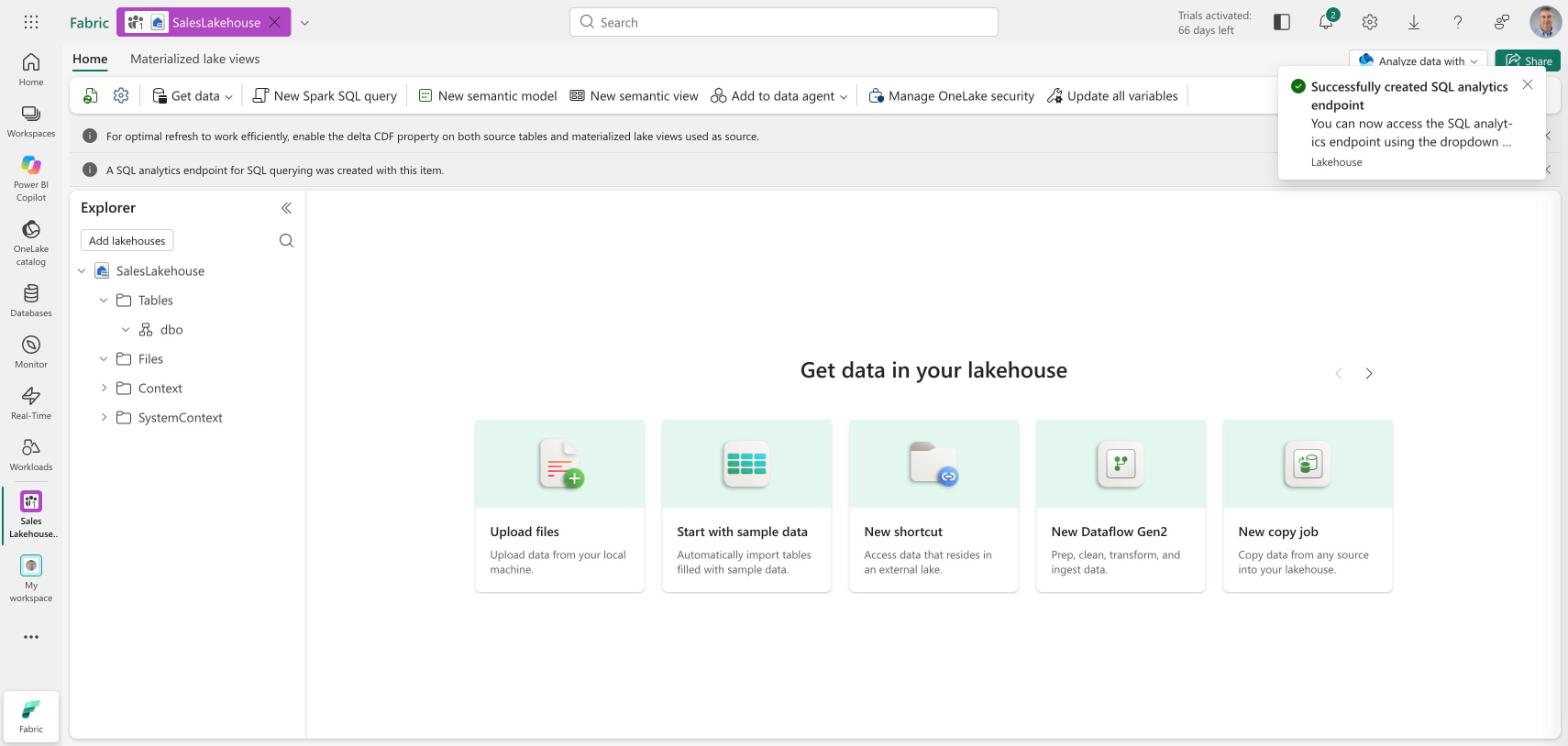 Fabric
SalesLakehouse
Search
Trials activated:
66 days left
2
Home
Materialized lake views
Analyze data with
Share
Get data
New Spark SQL query
New semantic model
New semantic view
Add to data agent
Manage OneLake security
Update all variables
Successfully created SQL analytics
endpoint
You can now access the SQL analyt-
ics endpoint using the dropdown ...
Lakehouse
For optimal refresh to work efficiently, enable the delta CDF property on both source tables and materialized lake views used as source.
A SQL analytics endpoint for SQL querying was created with this item.
Home
Workspaces
Power BI
Copilot
OneLake
catalog
Databases
Monitor
Real-Time
Workloads
Sales
Lakehouse..
My
workspace
Fabric
Explorer
Add lakehouses
SalesLakehouse
Tables
dbo
Files
Context
SystemContext
Get data in your lakehouse
Upload files
Upload data from your local
machine.
Start with sample data
Automatically import tables
filled with sample data.
New shortcut
Access data that resides in
an external lake.
New Dataflow Gen2
Prep, clean, transform, and
ingest data.
New copy job
Copy data from any source
into your lakehouse.